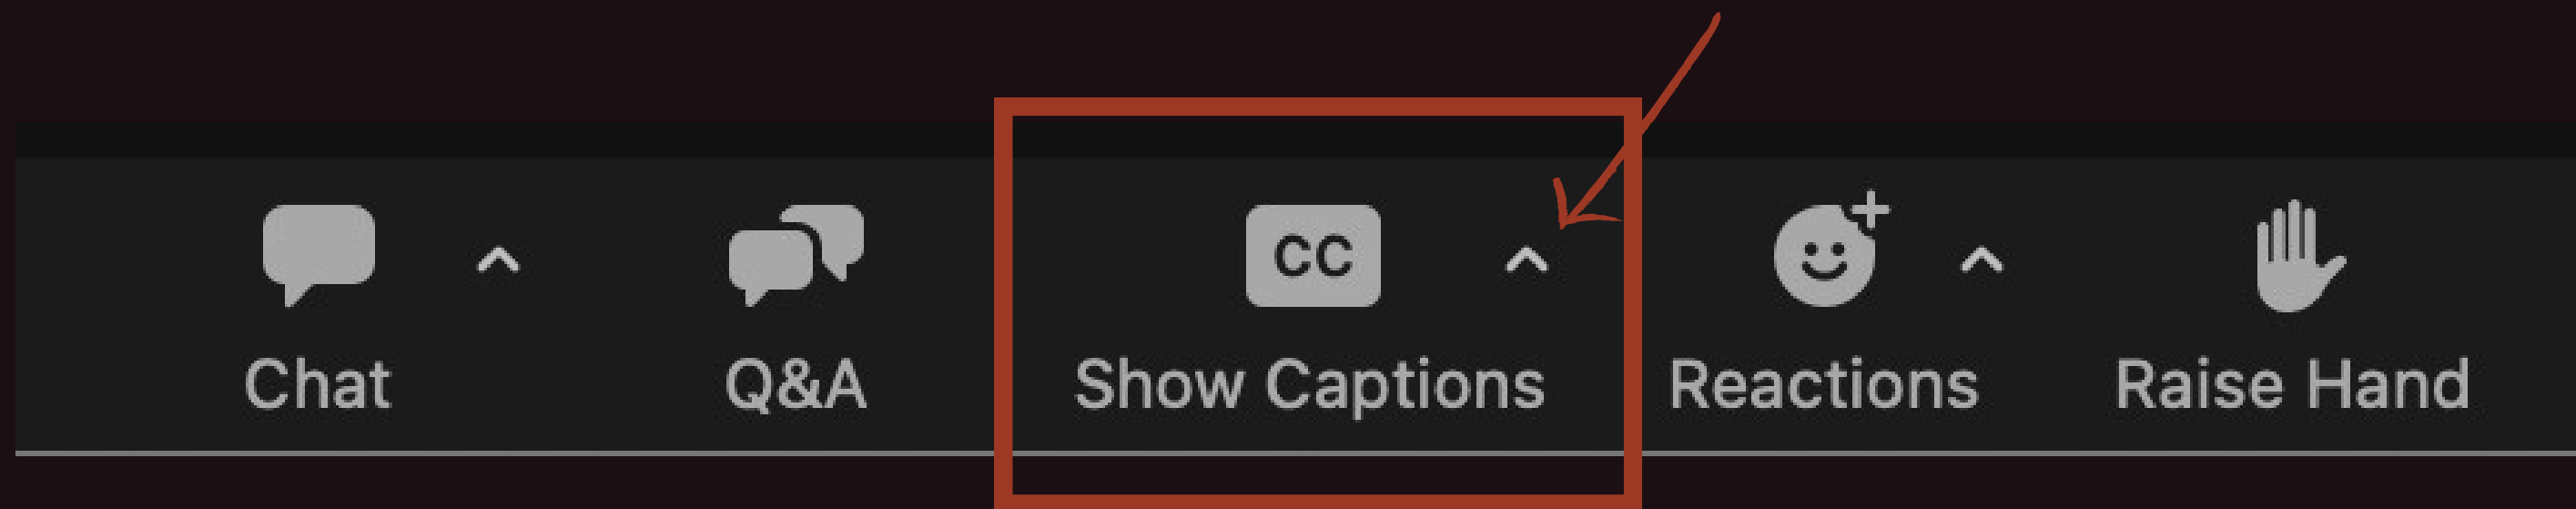 CC
Chat
Q&A
Show Captions
Reactions
Raise Hand